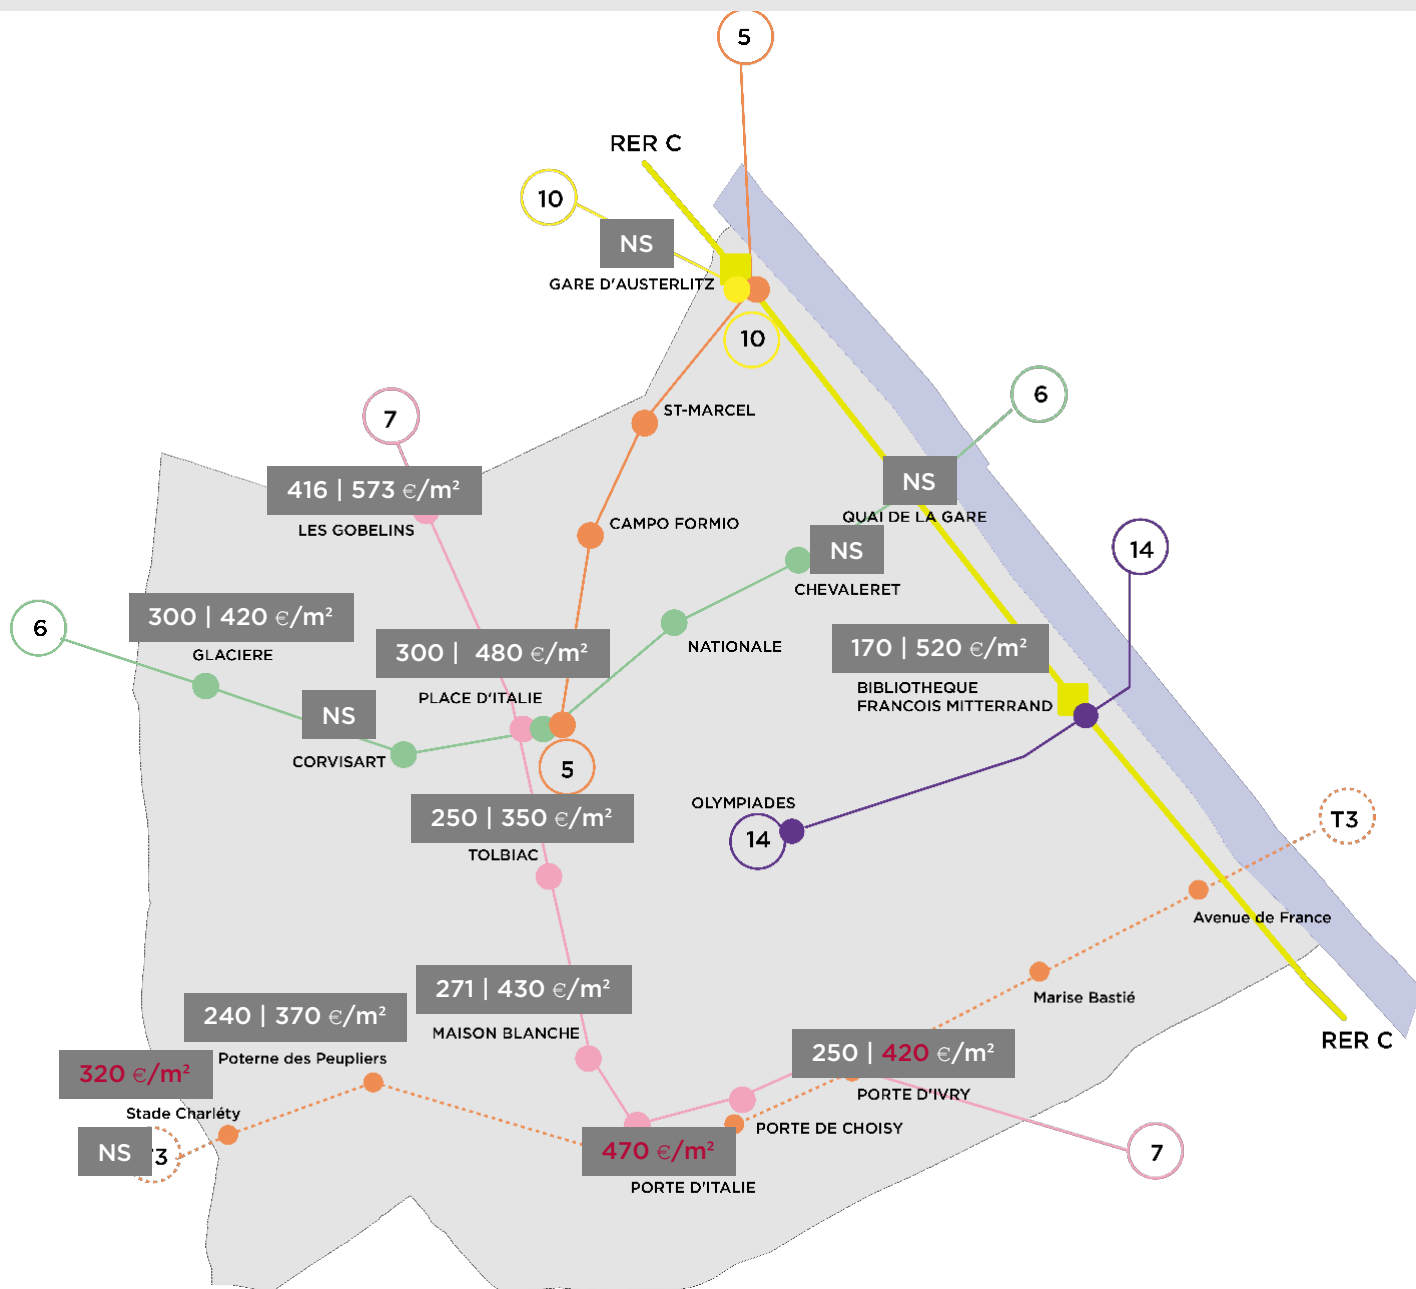 5
RER C
10
NS
GARE D'AUSTERLITZ
10
6
7
ST-MARCEL
416 | 573 €/m²
LES GOBELINS
NS
QUAI DE LA GARE
CAMPO FORMIO
14
NS
CHEVALERET
6
300 | 420 €/m²
GLACIERE
300 | 480 €/m²
PLACE D'ITALIE
NATIONALE
170 | 520 €/m²
BIBLIOTHEQUE
FRANCOIS MITTERRAND
NS
CORVISART
5
250 | 350 €/m²
TOLBIAC
OLYMPIADES
14
T3
Avenue de France
271 | 430 €/m²
MAISON BLANCHE
Marise Bastié
240 | 370 €/m²
Poterne des Peupliers
RER C
250 | 420 €/m²
PORTE D'IVRY
320 €/m²
Stade Charléty
PORTE DE CHOISY
NS
3
470 €/m²
PORTE D'ITALIE
7